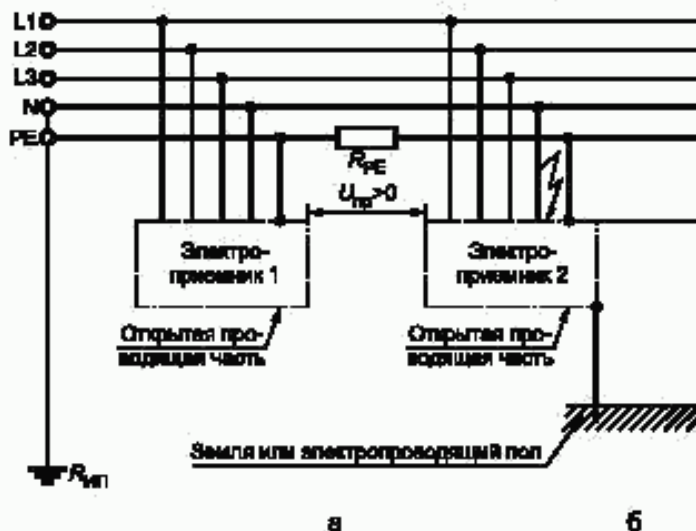 L1
L2
L3
N
PE
R_PE
U_пр>0
Электро-
приемник 1
Электро-
приемник 2
Открытая про-
водящая часть
Открытая про-
водящая часть
Земля или электропроводящий пол
R_ИП
а
б